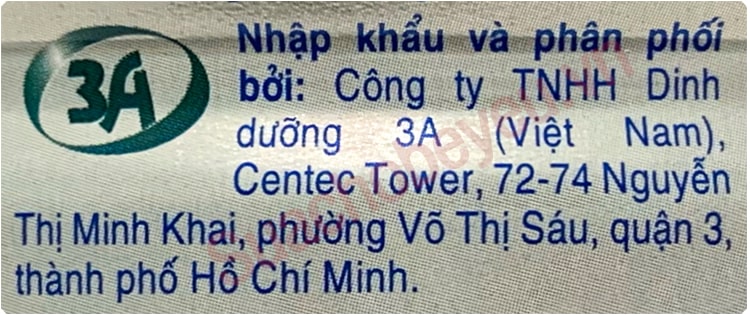 3A
Nhập khẩu và phân phối
bởi: Công ty TNHH Dinh
dưỡng 3A (Việt Nam),
Centec Tower, 72-74 Nguyễn
Thị Minh Khai, phường Võ Thị Sáu, quận 3,
thành phố Hồ Chí Minh.